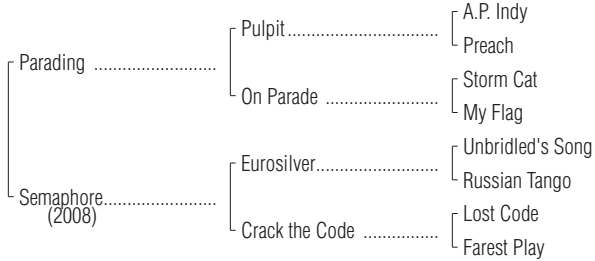 A.P. Indy
Pulpit
Preach
Parading
Storm Cat
On Parade
My Flag
Unbridled's Song
Eurosilver
Russian Tango
Semaphore
(2008)
Lost Code
Crack the Code
Farest Play